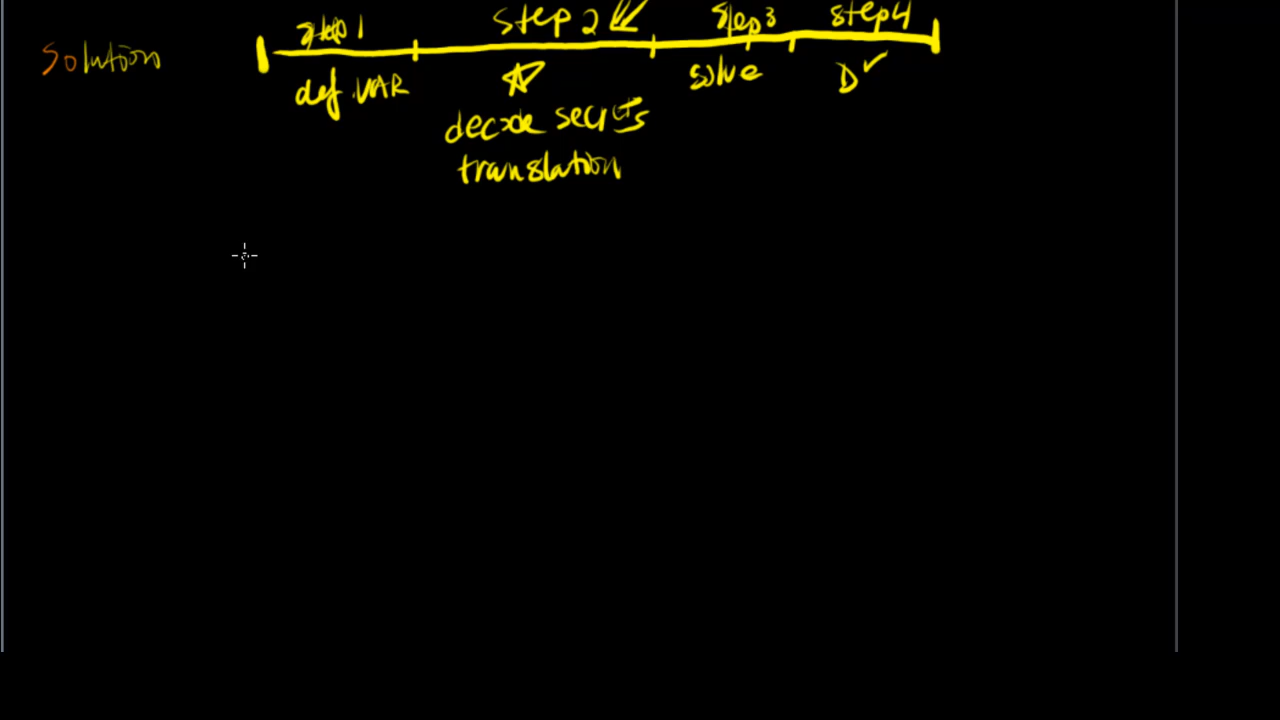 Solution
step 1 step 2 step 3 step 4
def. VAR solve D ✓
decode secrets
translation